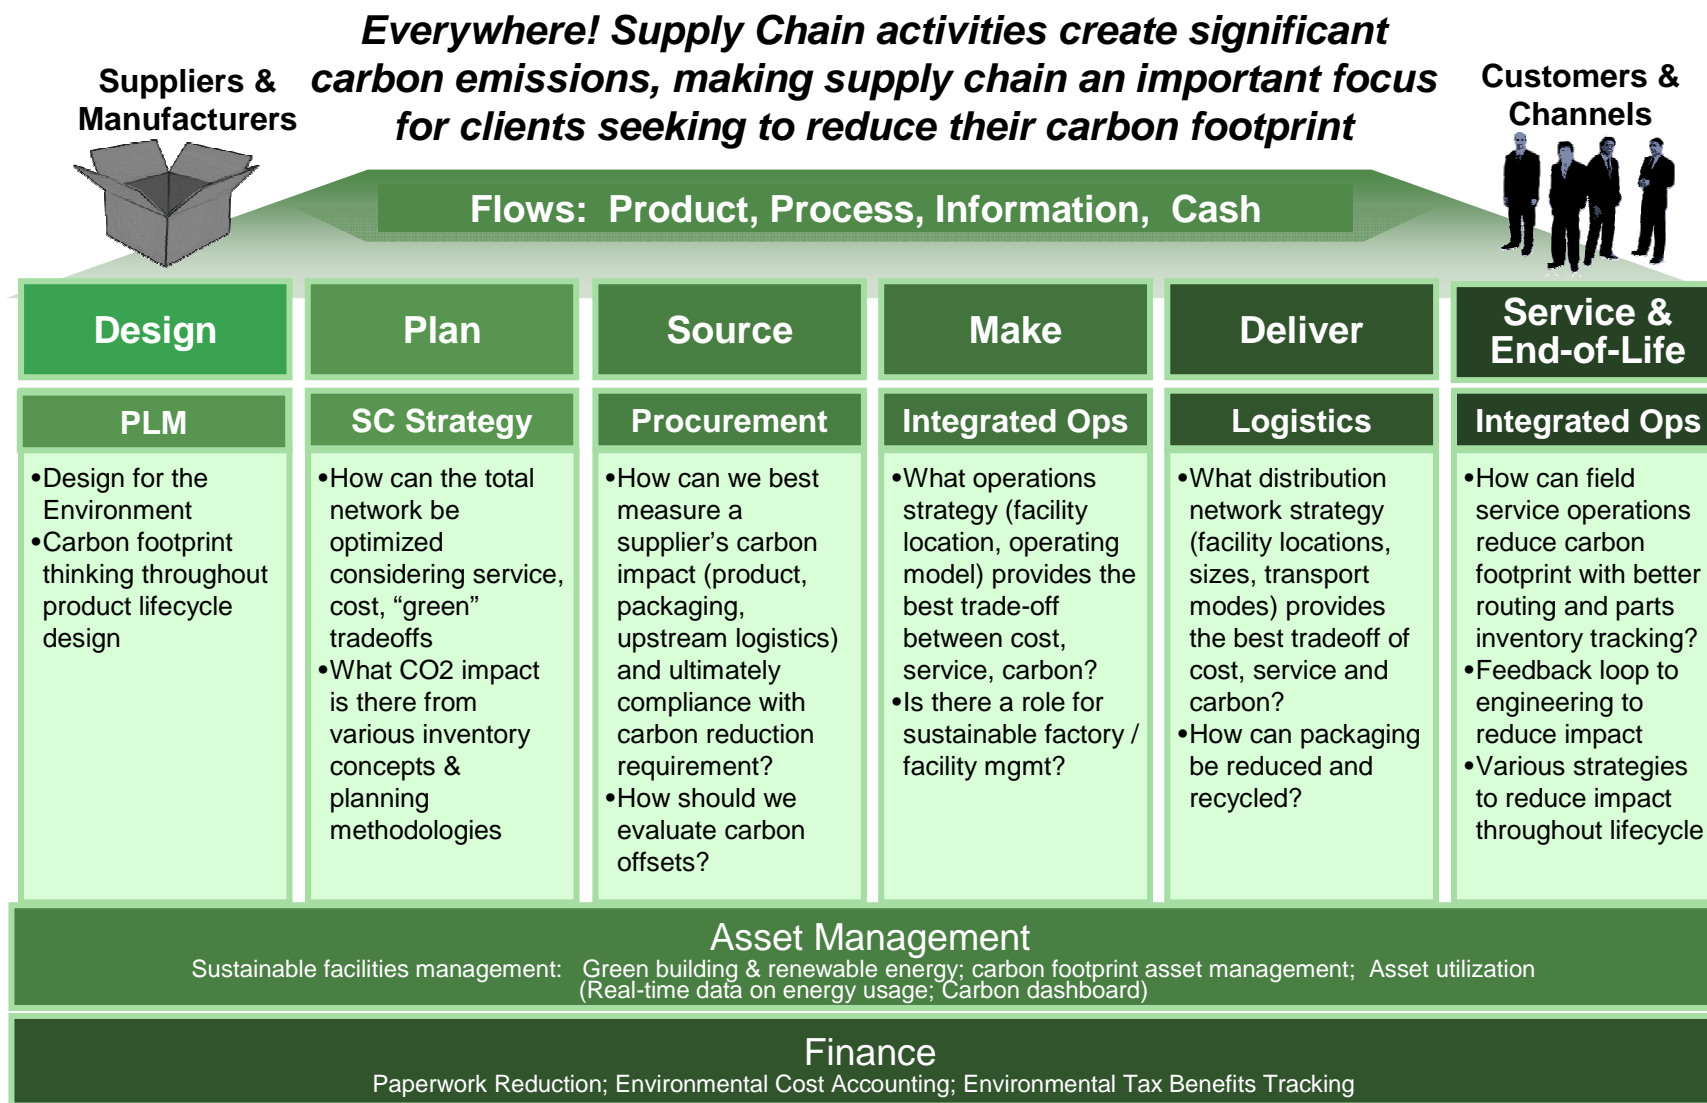 Everywhere! Supply Chain activities create significant
carbon emissions, making supply chain an important focus
for clients seeking to reduce their carbon footprint
Suppliers &
Manufacturers
Customers &
Channels
Flows:  Product, Process, Information,  Cash
Design
Plan
Source
Make
Deliver
Service &
End-of-Life
PLM
•Design for the
Environment
•Carbon footprint
thinking throughout
product lifecycle
design
SC Strategy
•How can the total
network be
optimized
considering service,
cost, “green”
tradeoffs
•What CO2 impact
is there from
various inventory
concepts &
planning
methodologies
Procurement
•How can we best
measure a
supplier’s carbon
impact (product,
packaging,
upstream logistics)
and ultimately
compliance with
carbon reduction
requirement?
•How should we
evaluate carbon
offsets?
Integrated Ops
•What operations
strategy (facility
location, operating
model) provides the
best trade-off
between cost,
service, carbon?
•Is there a role for
sustainable factory /
facility mgmt?
Logistics
•What distribution
network strategy
(facility locations,
sizes, transport
modes) provides
the best tradeoff of
cost, service and
carbon?
•How can packaging
be reduced and
recycled?
Integrated Ops
•How can field
service operations
reduce carbon
footprint with better
routing and parts
inventory tracking?
•Feedback loop to
engineering to
reduce impact
•Various strategies
to reduce impact
throughout lifecycle
Asset Management
Sustainable facilities management:   Green building & renewable energy; carbon footprint asset management;  Asset utilization
(Real-time data on energy usage; Carbon dashboard)
Finance
Paperwork Reduction; Environmental Cost Accounting; Environmental Tax Benefits Tracking